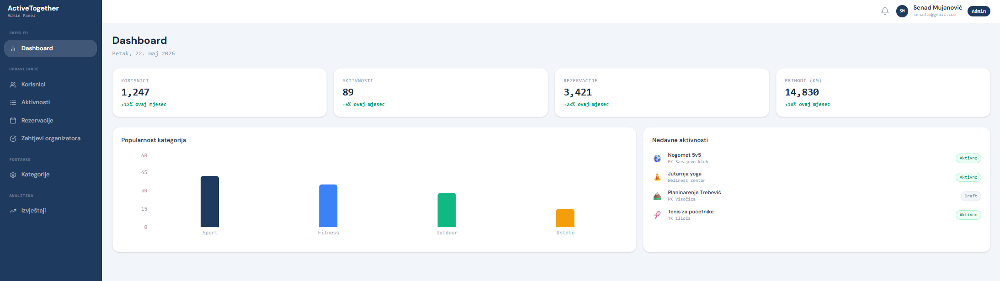 ActiveTogether
Admin Panel
PREGLED
Dashboard
UPRAVLJANJE
Korisnici
Aktivnosti
Rezervacije
Zahtjevi organizatora
POSTAVKE
Kategorije
ANALITIKA
Izvještaji
SM
Senad Mujanović
senad.m@gmail.com
Admin
Dashboard
Petak, 22. maj 2026
KORISNICI
1,247
+12% ovaj mjesec
AKTIVNOSTI
89
+5% ovaj mjesec
REZERVACIJE
3,421
+23% ovaj mjesec
PRIHODI (KM)
14,830
+18% ovaj mjesec
Popularnost kategorija
60
45
30
15
0
Sport
Fitness
Outdoor
Ostalo
Nedavne aktivnosti
Nogomet 5v5
FK Sarajevo klub
Aktivno
Jutarnja yoga
Wellness centar
Aktivno
Planinarenje Trebević
PK Visočica
Draft
Tenis za početnike
TK Ilidža
Aktivno